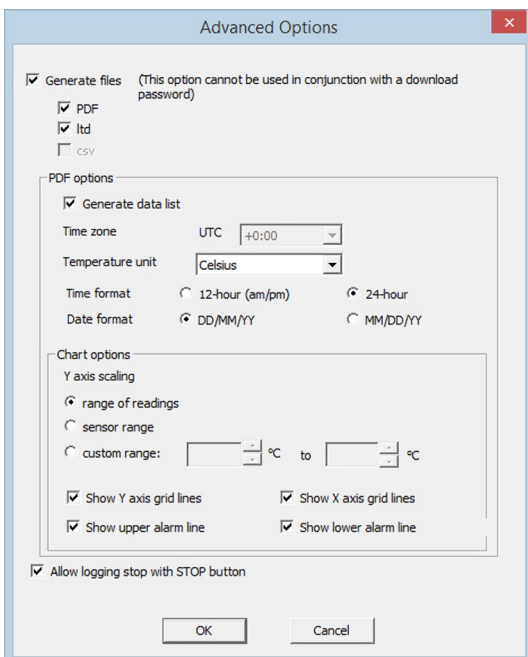 Advanced Options
Generate files (This option cannot be used in conjunction with a download
password)
PDF
ltd
csv
PDF options
Generate data list
Time zone UTC +0:00
Temperature unit Celsius
Time format 12-hour (am/pm) 24-hour
Date format DD/MM/YY MM/DD/YY
Chart options
Y axis scaling
range of readings
sensor range
custom range: ºC to ºC
Show Y axis grid lines Show X axis grid lines
Show upper alarm line Show lower alarm line
Allow logging stop with STOP button
OK Cancel